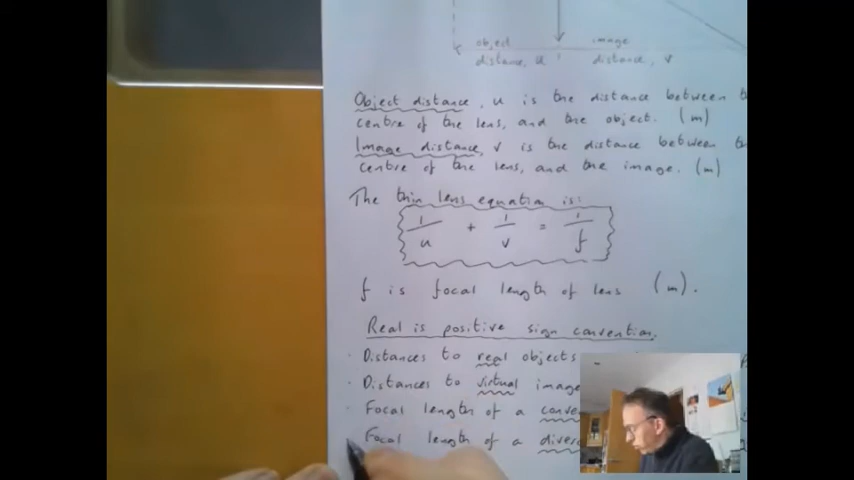 object image
distance, u distance, v
Object distance, u is the distance between
centre of the lens, and the object. (m)
Image distance, v is the distance between
centre of the lens, and the image. (m)
The thin lens equation is:
1/u + 1/v = 1/f
f is focal length of lens (m).
Real is positive sign convention.
· Distances to real objects
· Distances to virtual image
· Focal length of a conve
Focal length of a diver